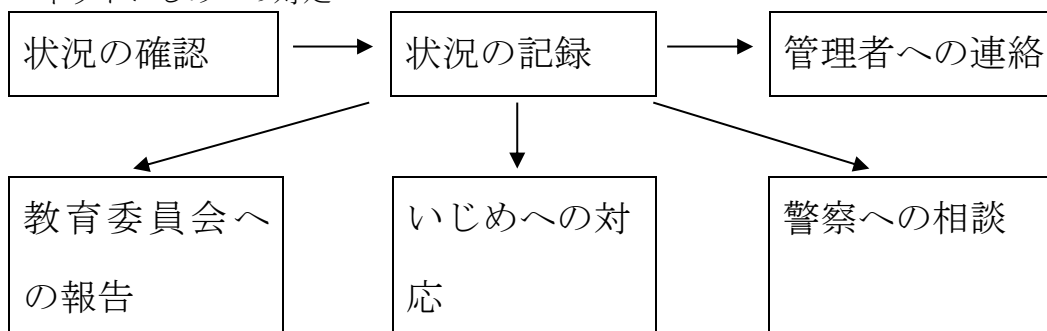 状況の確認
状況の記録
管理者への連絡
教育委員会へ
の報告
いじめへの対
応
警察への相談